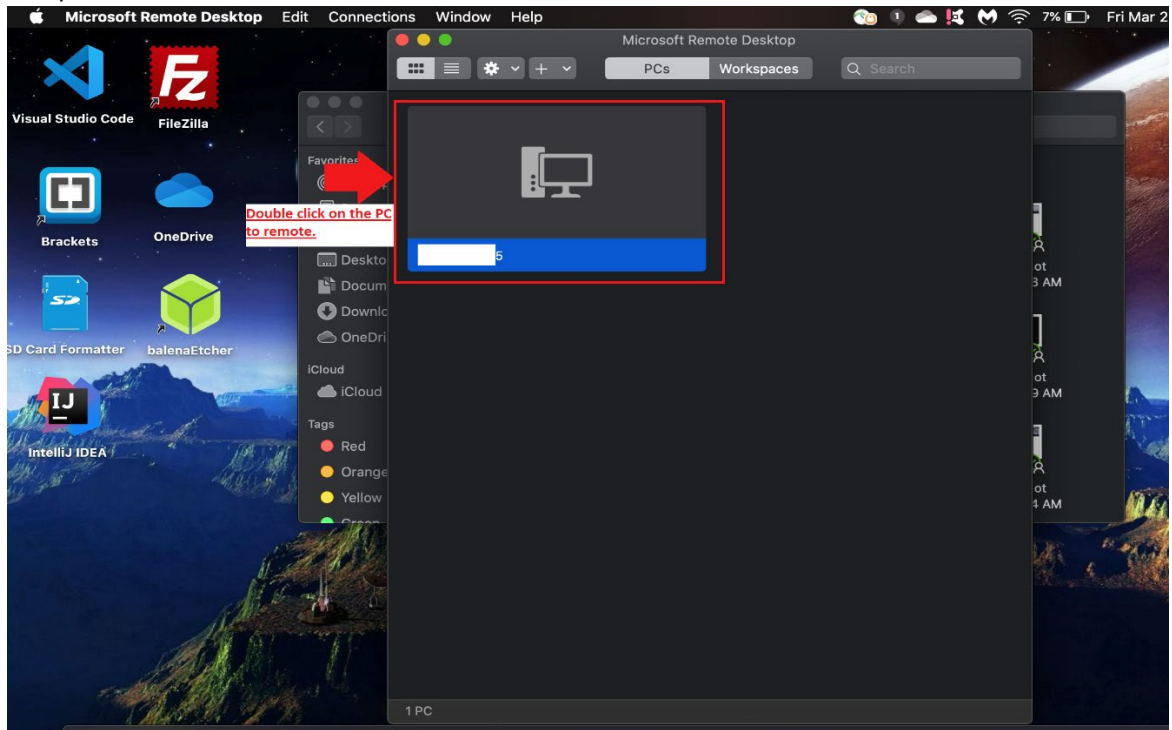 Microsoft Remote Desktop Edit Connections Window Help 7% Fri Mar 2
Microsoft Remote Desktop
PCs Workspaces Search
Visual Studio Code
FileZilla
Brackets
OneDrive
SD Card Formatter
balenaEtcher
IJ
IntelliJ IDEA
Favorites
Double click on the PC
to remote.
Deskto
Docum
Downlo
OneDri
iCloud
iCloud
Tags
Red
Orange
Yellow
Green
5
ot
3 AM
ot
9 AM
ot
4 AM
1 PC